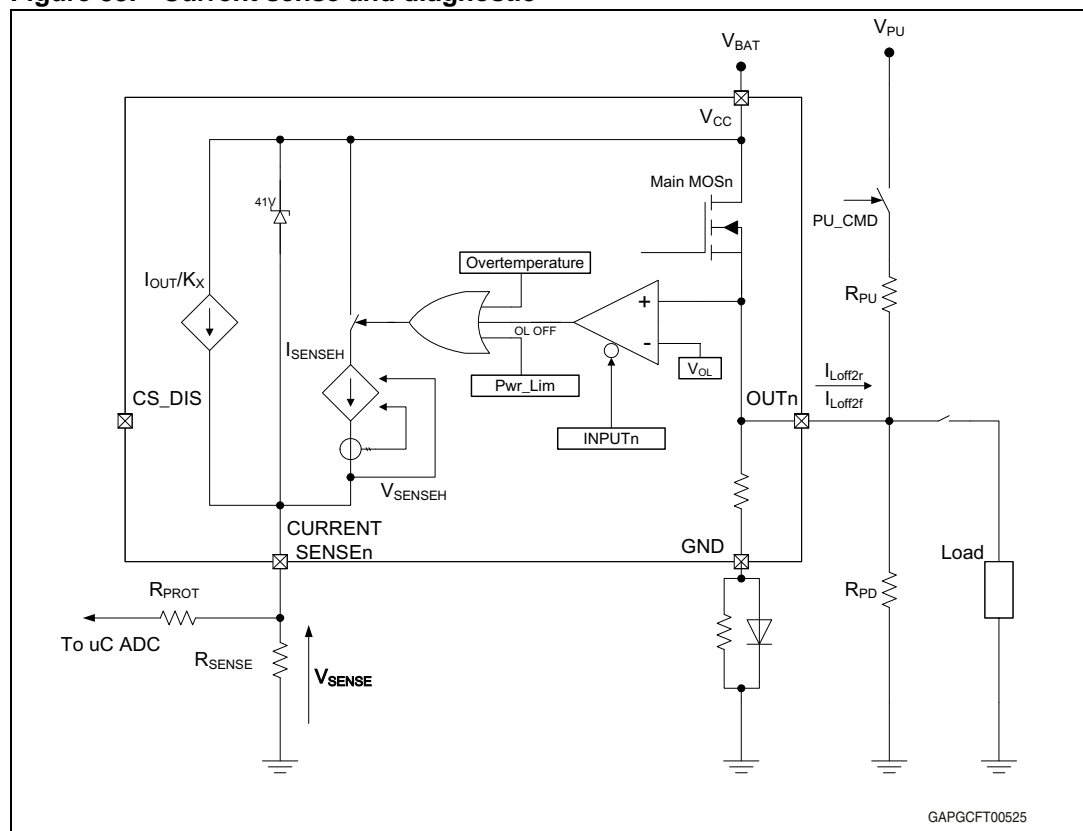 Figure 35. Current sense and diagnostic
VBAT
VPU
VCC
Main MOSn
41V
PU_CMD
Overtemperature
IOUT/KX
RPU
+
OL OFF
-
ISENSEH
VOL
Pwr_Lim
ILoff2r
ILoff2f
CS_DIS
OUTn
INPUTn
VSENSEH
CURRENT
SENSEn
GND
Load
RPROT
RPD
To uC ADC
RSENSE
VSENSE
GAPGCFT00525